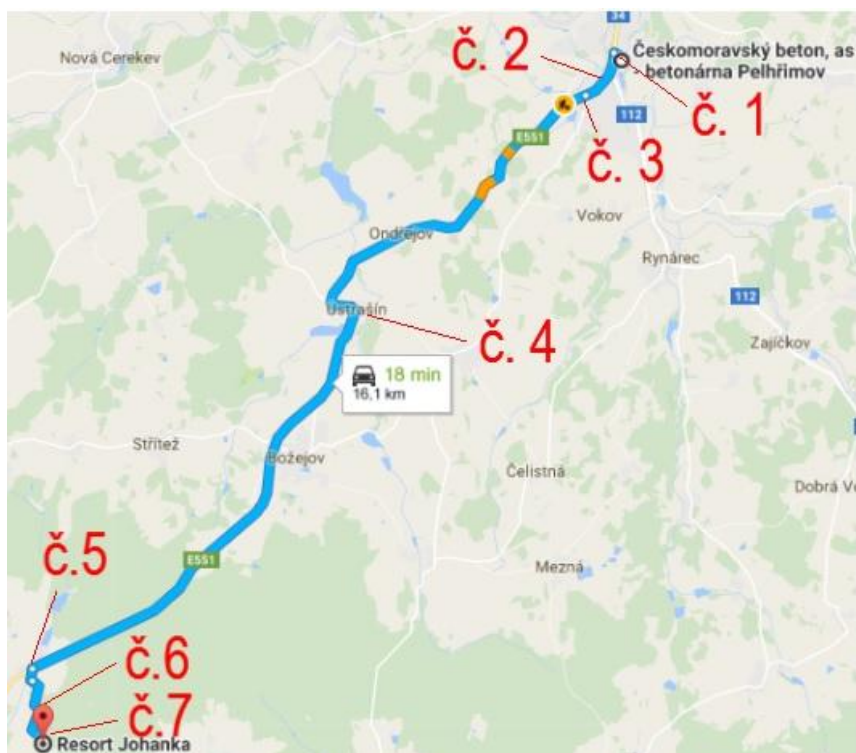 34
Nová Cerekev
č. 2
Českomoravský beton, as
- betonárna Pelhřimov
č. 1
112
E551
č. 3
Vokov
Ondřejov
Rynárec
112
Ústrašín
č. 4
Zajíčkov
18 min
16,1 km
Střítež
Božejov
Čelistná
Dobrá Vo
E551
č.5
Mezná
č.6
č.7
Resort Johanka